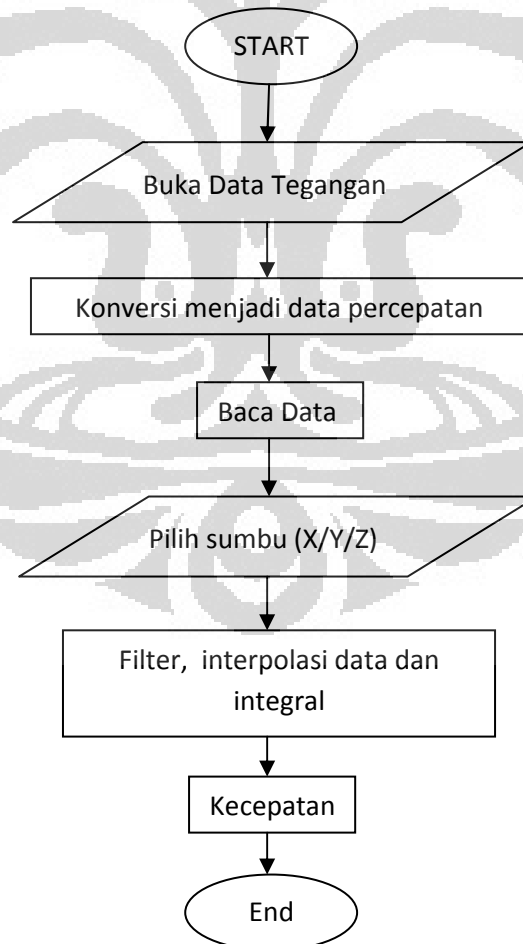 START
Buka Data Tegangan
Konversi menjadi data percepatan
Baca Data
Pilih sumbu (X/Y/Z)
Filter,  interpolasi data dan
integral
Kecepatan
End